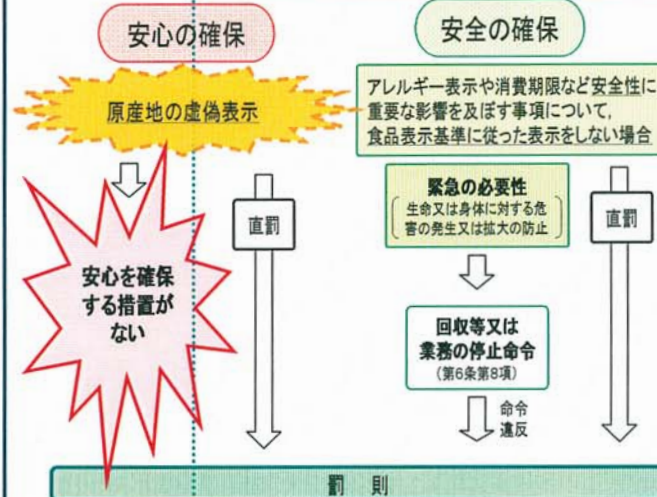 安心の確保
原産地の虚偽表示
安心を確保
する措置が
ない
直罰
安全の確保
アレルギー表示や消費期限など安全性に
重要な影響を及ぼす事項について,
食品表示基準に従った表示をしない場合
緊急の必要性
生命又は身体に対する危
害の発生又は拡大の防止
回収等又は
業務の停止命令
(第6条第8項)
命令
違反
直罰
罰 則